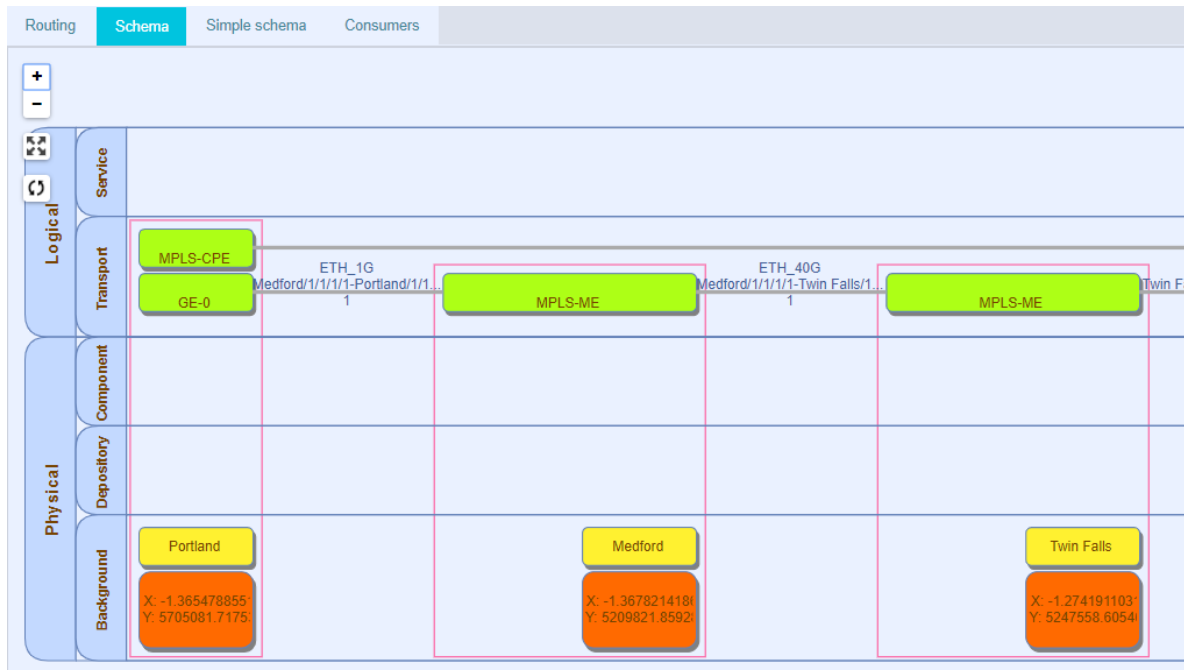 Routing Schema Simple schema Consumers
+
−
Logical
Service
Transport
MPLS-CPE
GE-0
ETH_1G
Medford/1/1/1/1-Portland/1/1...
1
MPLS-ME
ETH_40G
Medford/1/1/1/1-Twin Falls/1...
1
MPLS-ME
Twin F
Physical
Component
Depository
Background
Portland
X: -1.365478855
Y: 5705081.7175
Medford
X: -1.367821418
Y: 5209821.8592
Twin Falls
X: -1.274191103
Y: 5247558.6054